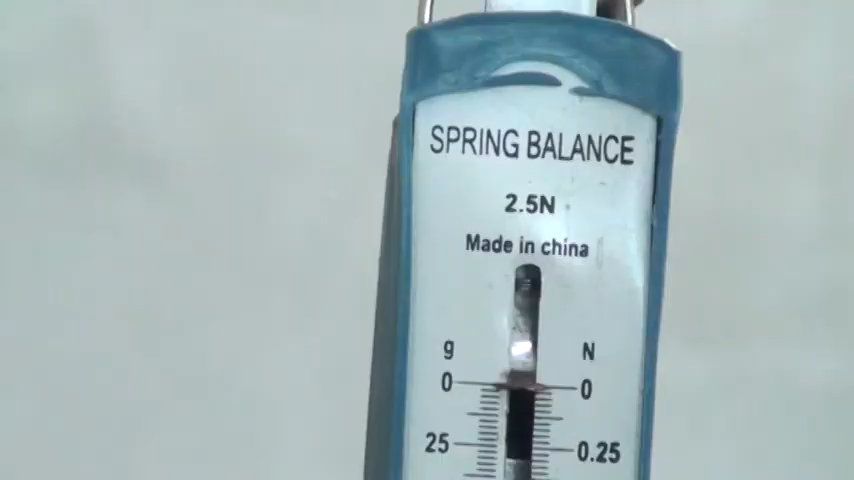 SPRING BALANCE
2.5N
Made in china
g N
0 0
25 0.25